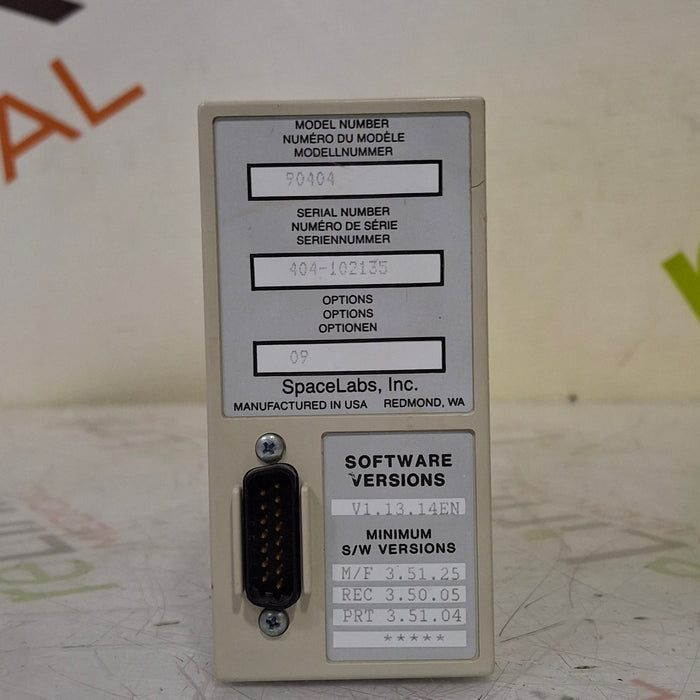 AL
MODEL NUMBER
NUMÉRO DU MODÈLE
MODELLNUMMER
90404
SERIAL NUMBER
NUMÉRO DE SÉRIE
SERIENNUMMER
404-102135
OPTIONS
OPTIONS
OPTIONEN
09
SpaceLabs, Inc.
MANUFACTURED IN USA REDMOND, WA
SOFTWARE
VERSIONS
V1.13.14EN
MINIMUM
S/W VERSIONS
M/F 3.51.25
REC 3.50.05
PRT 3.51.04
*****